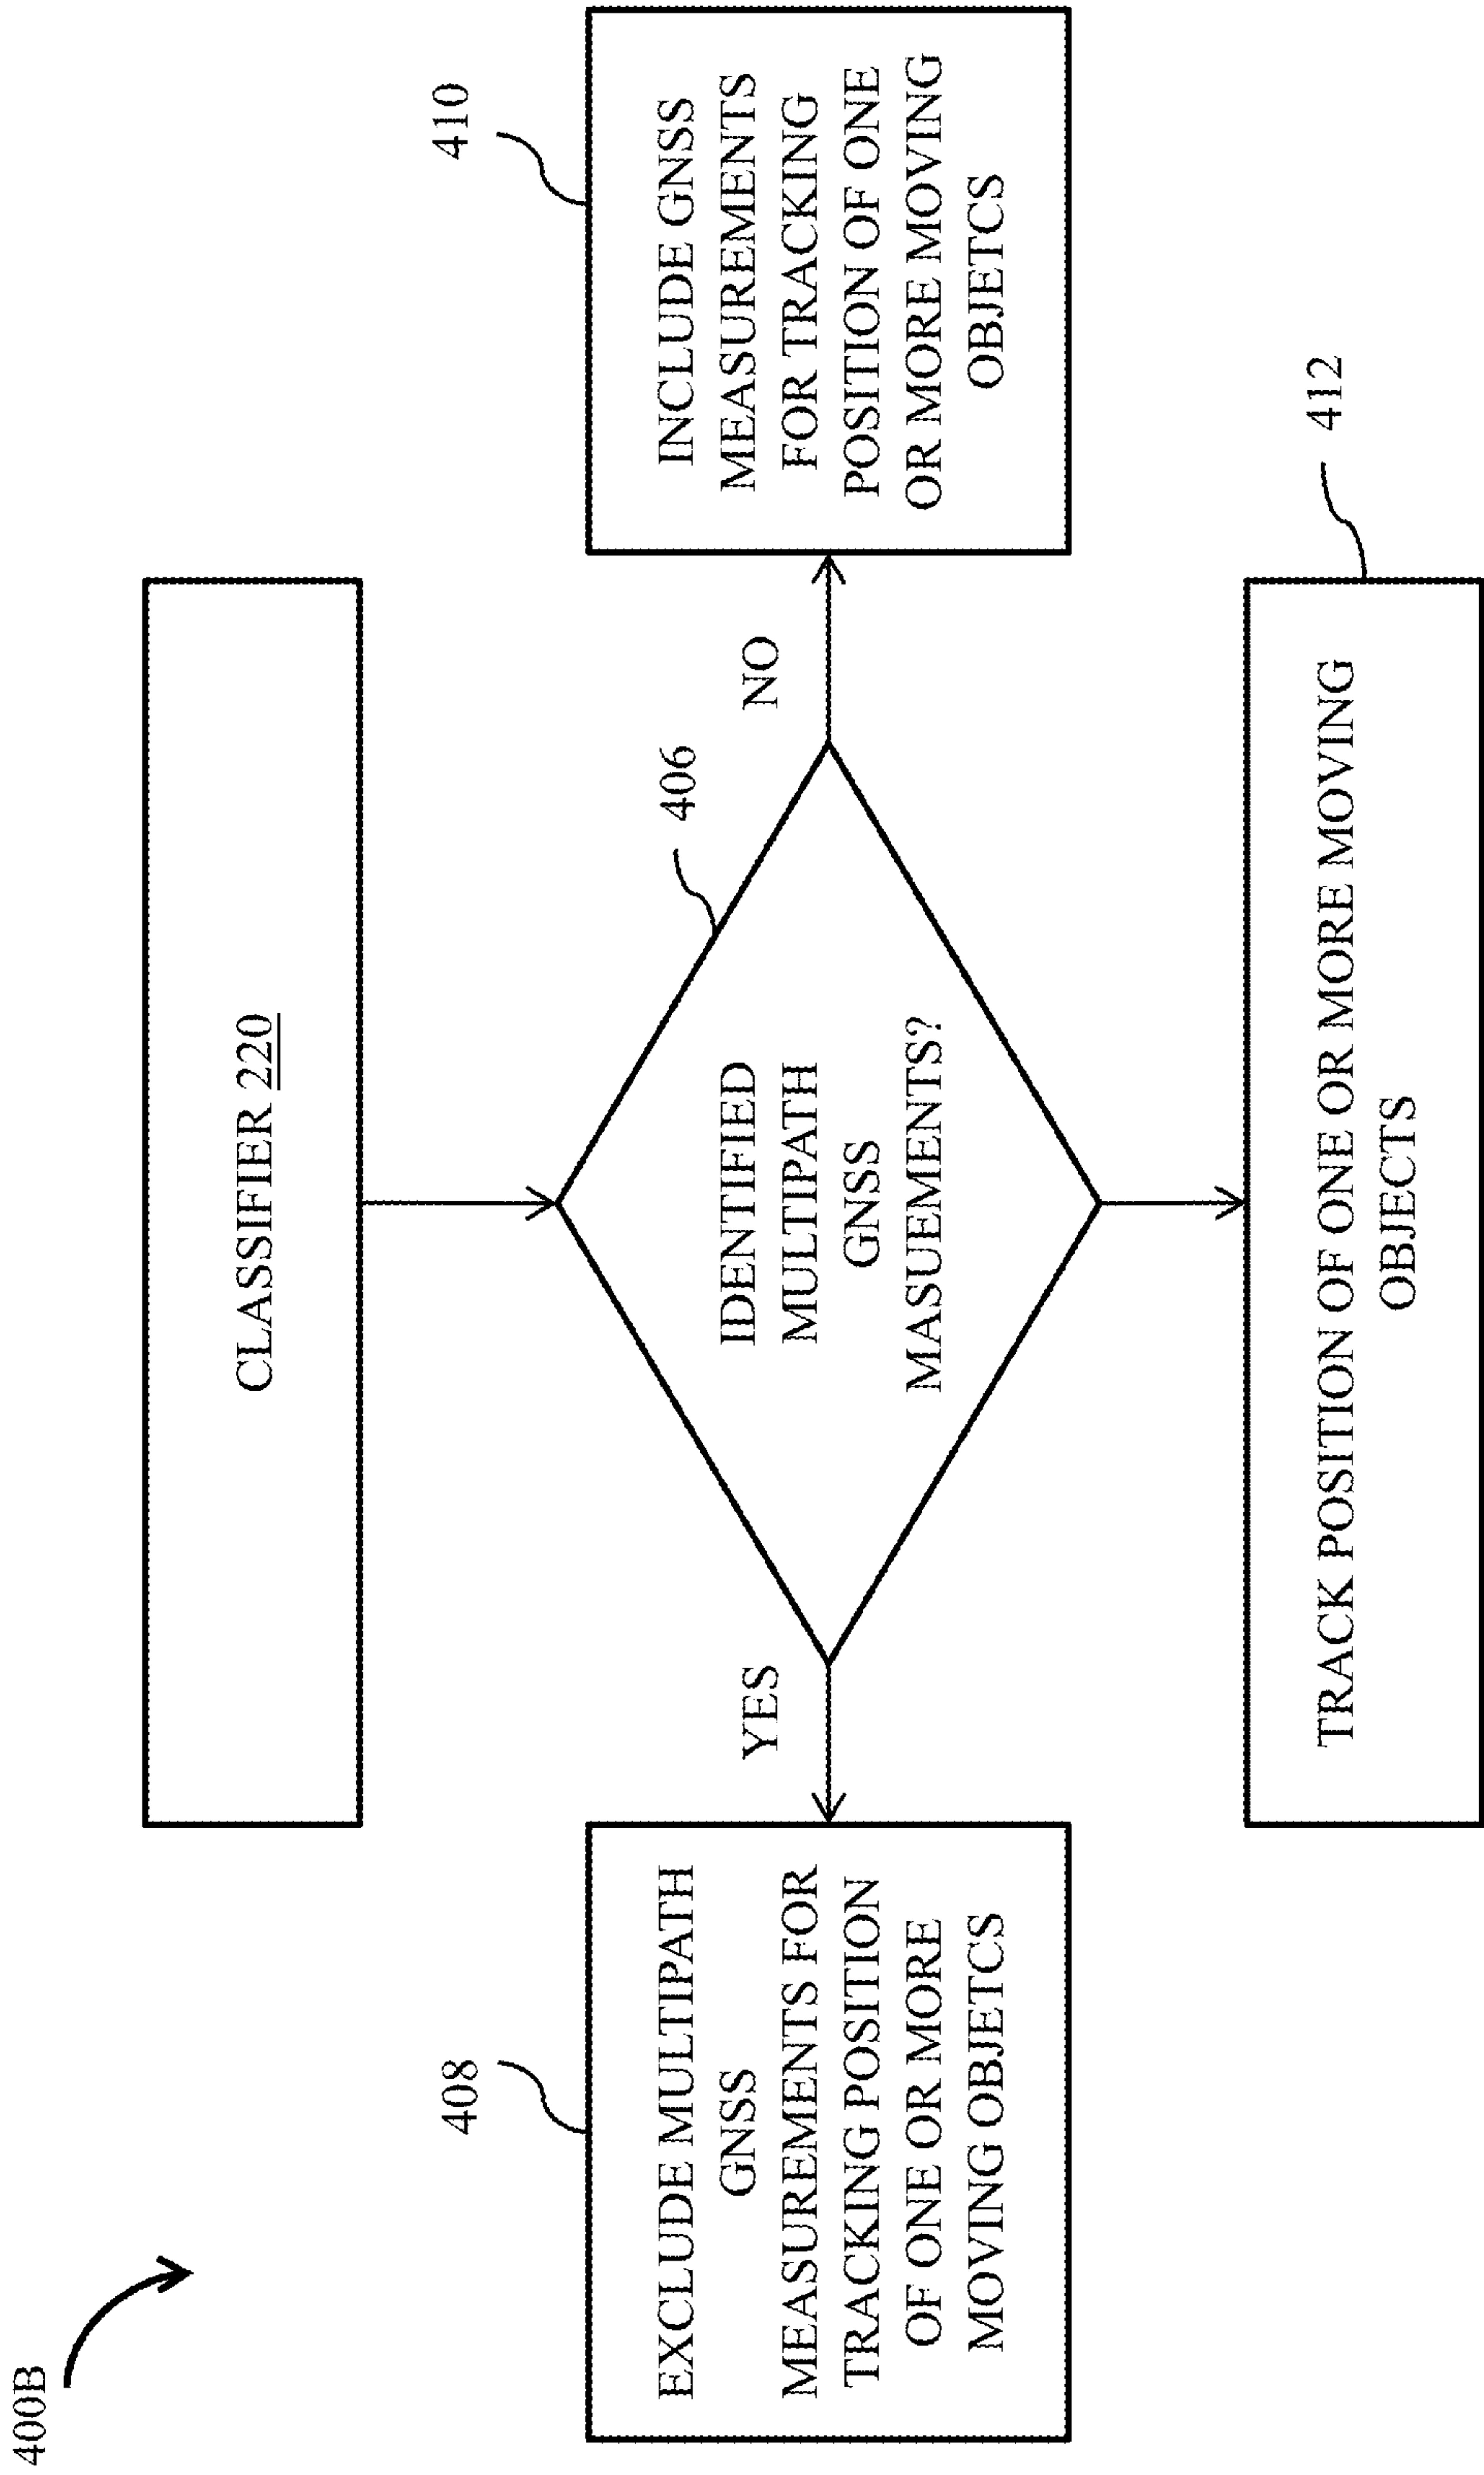 400B
CLASSIFIER 220
406
IDENTIFIED
MULTIPATH
GNSS
MASUEMENTS?
YES
NO
408
EXCLUDE MULTIPATH
GNSS
MEASUREMENTS FOR
TRACKING POSITION
OF ONE OR MORE
MOVING OBJETCS
410
INCLUDE GNSS
MEASUREMENTS
FOR TRACKING
POSITION OF ONE
OR MORE MOVING
OBJETCS
412
TRACK POSITION OF ONE OR MORE MOVING
OBJECTS